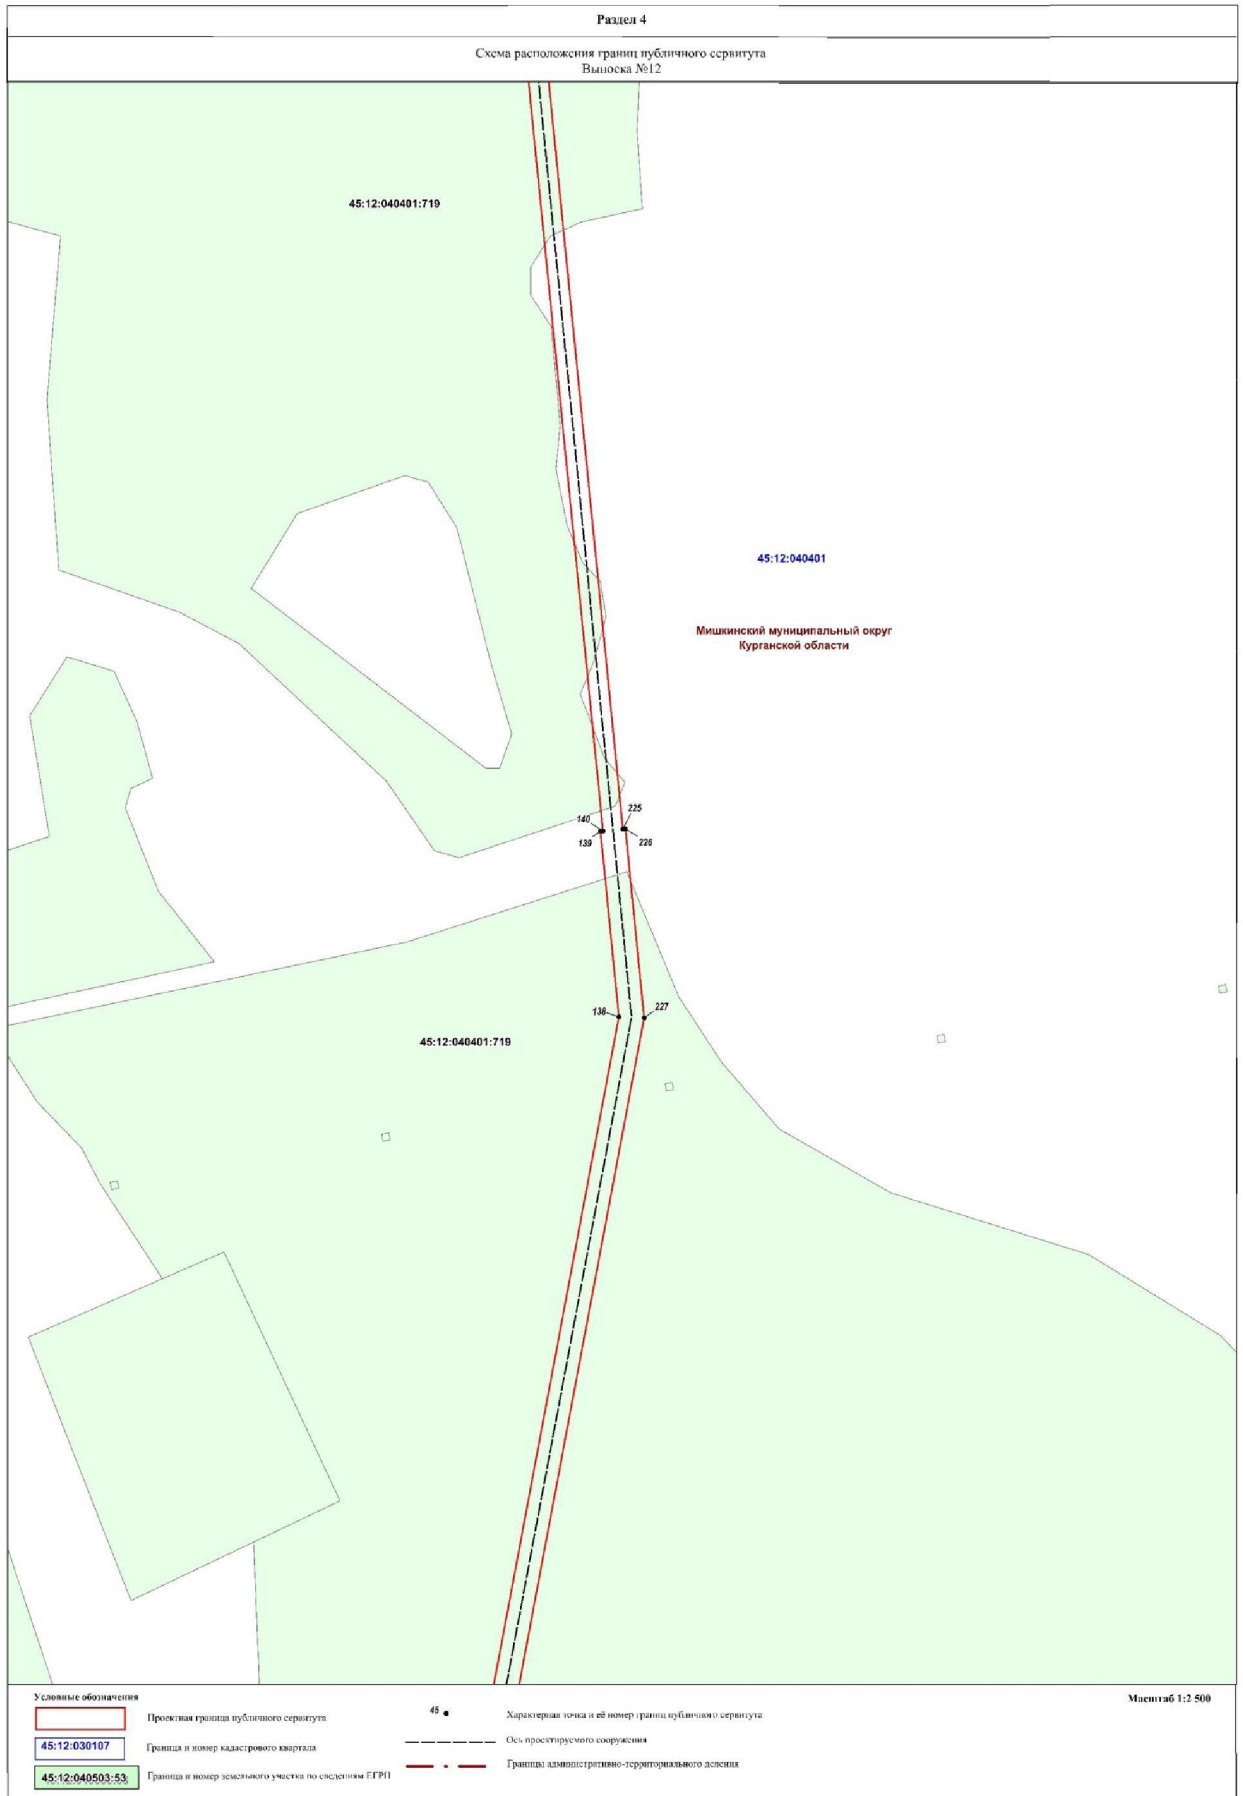 Раздел 4
Схема расположения границ публичного сервитута
Выноска №12
45:12:040401:719
45:12:040401
Мишкинский муниципальный округ
Курганской области
225
140
139
226
138
227
45:12:040401:719
Условные обозначения
Масштаб 1:2 500
Проектная граница публичного сервитута
45
Характерная точка и её номер границ публичного сервитута
45:12:030107
Граница и номер кадастрового квартала
Ось проектируемого сооружения
45:12:040503:53
Граница и номер земельного участка по сведениям ЕГРН
Границы административно-территориального деления